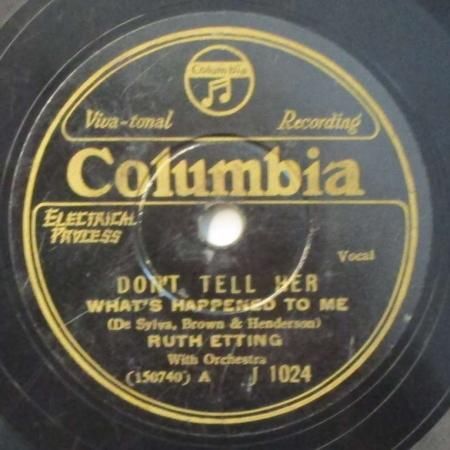 Columbia
Viva-tonal Recording
Columbia
ELECTRICAL
PROCESS
Vocal
DON'T TELL HER
WHAT'S HAPPENED TO ME
(De Sylva, Brown & Henderson)
RUTH ETTING
With Orchestra
(150740) A J 1024